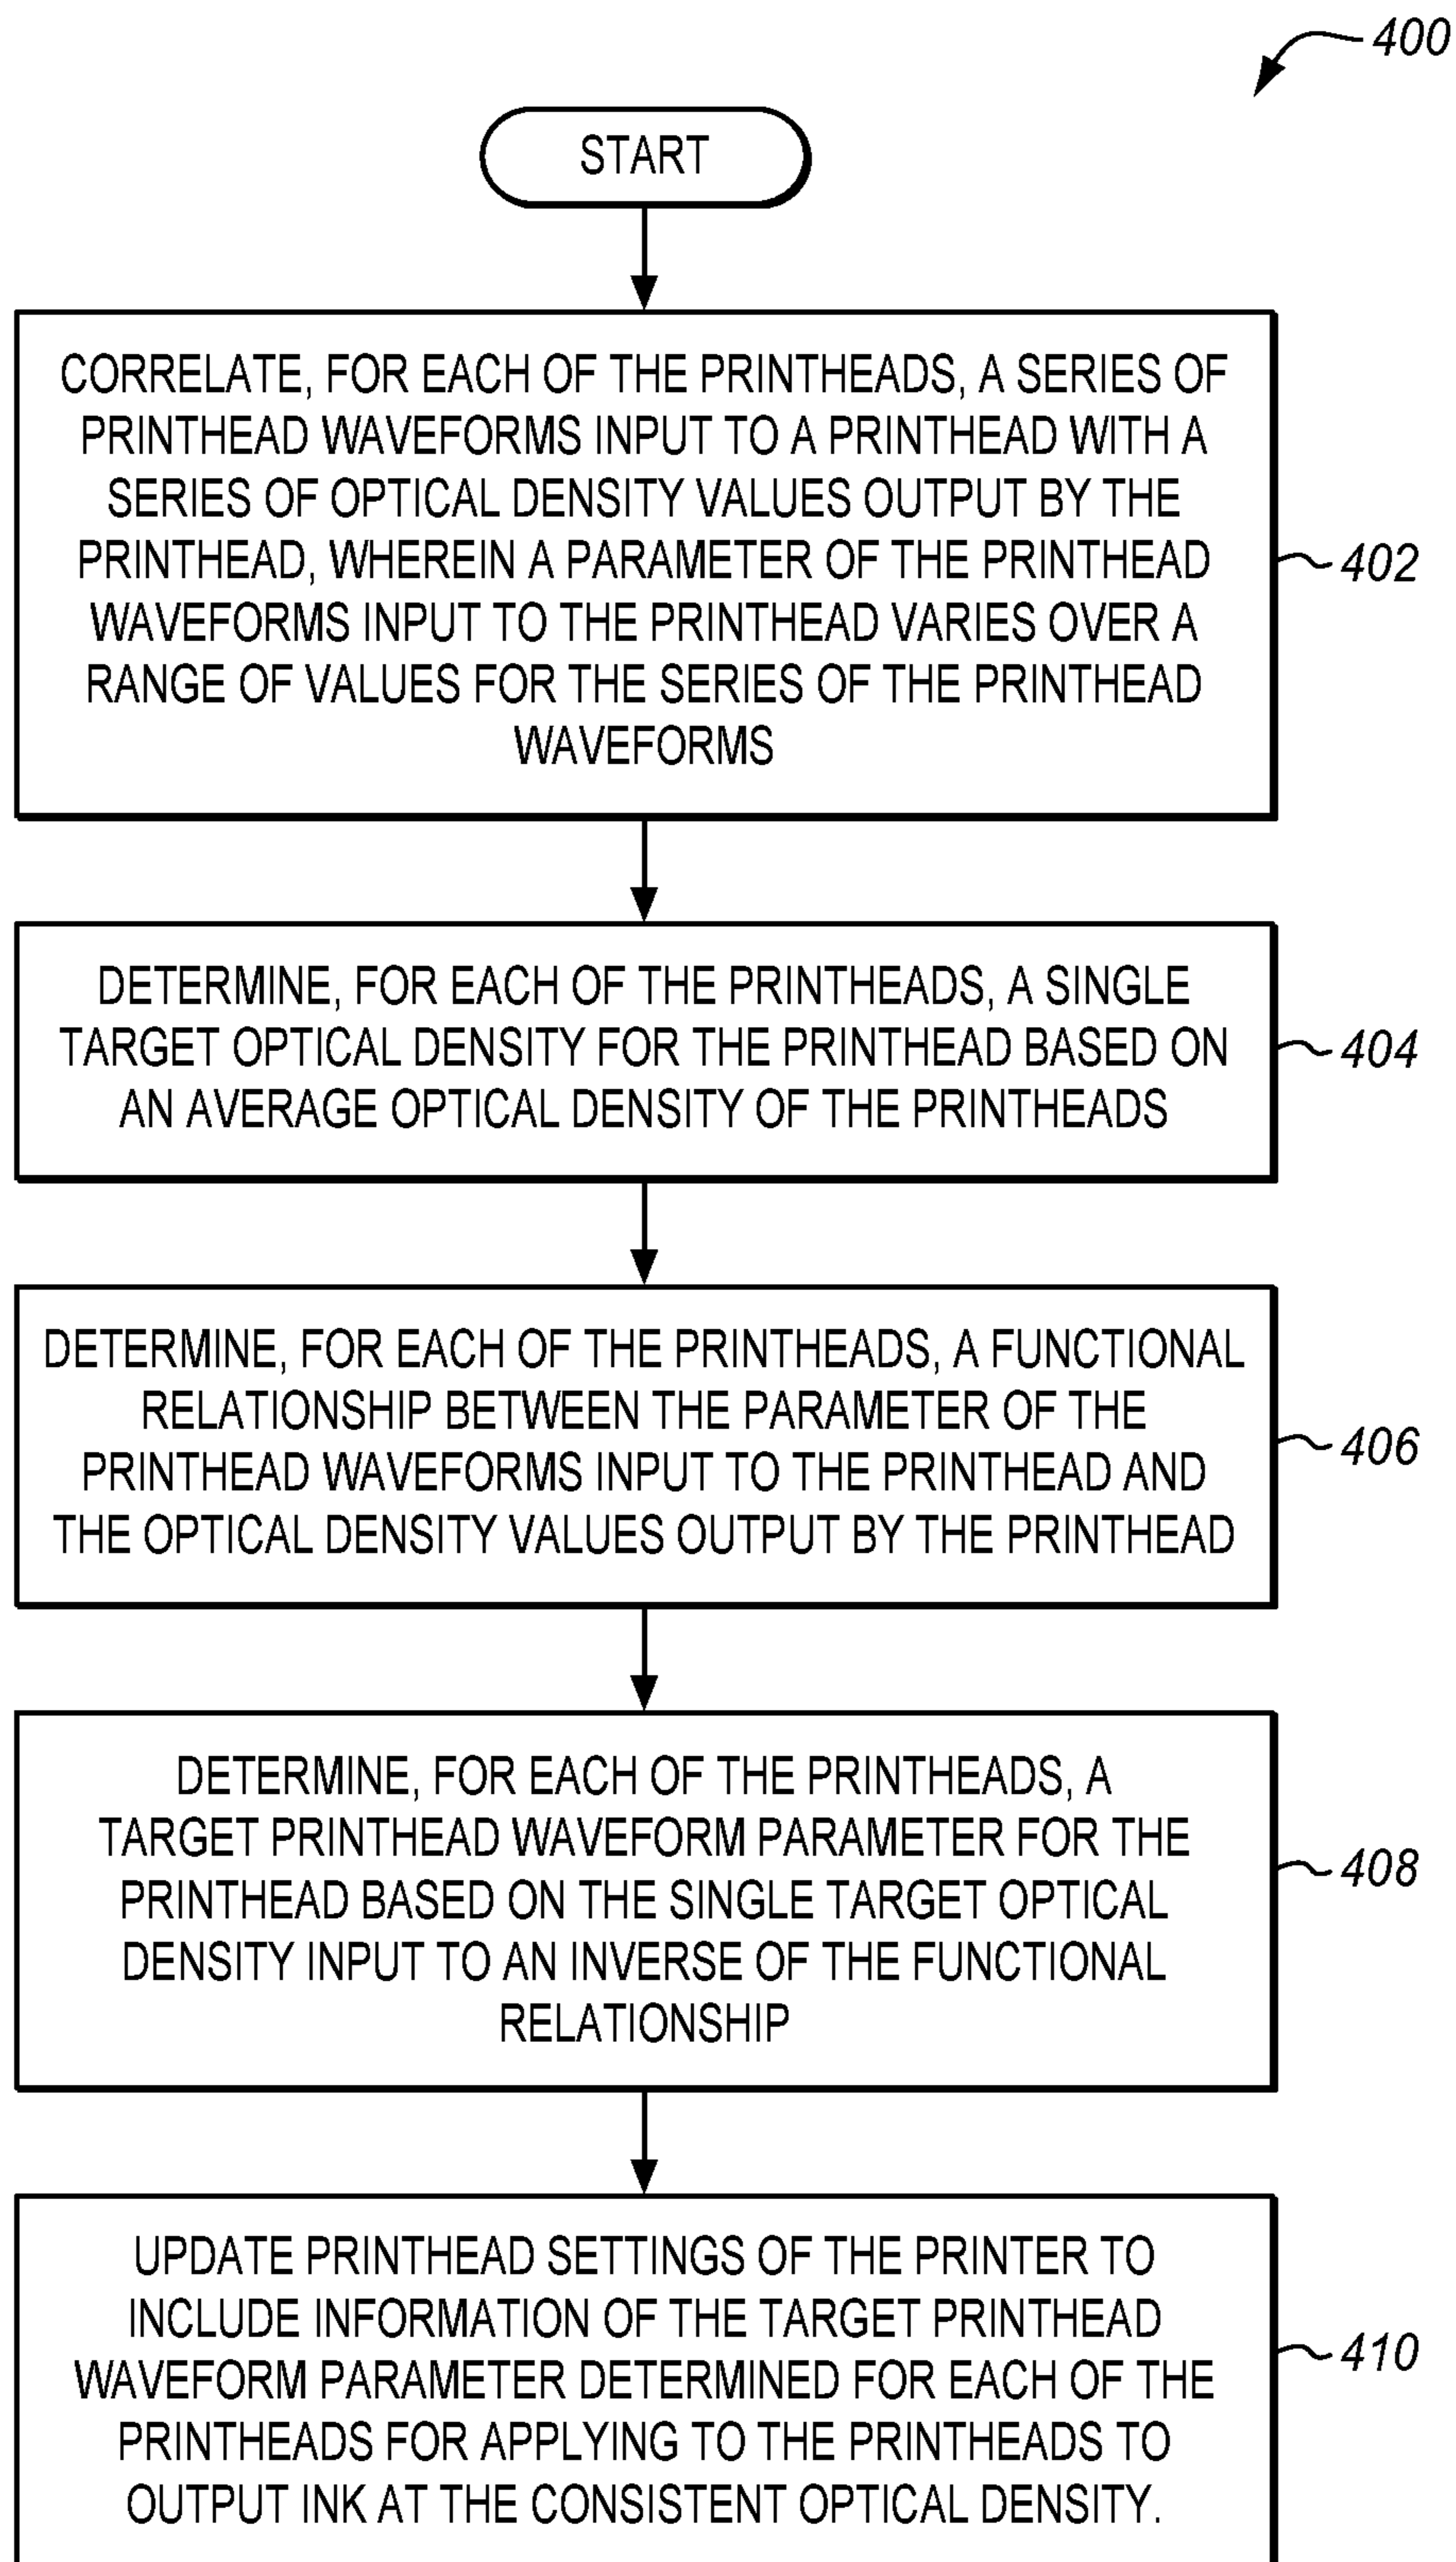 400
START
CORRELATE, FOR EACH OF THE PRINTHEADS, A SERIES OF
PRINTHEAD WAVEFORMS INPUT TO A PRINTHEAD WITH A
SERIES OF OPTICAL DENSITY VALUES OUTPUT BY THE
PRINTHEAD, WHEREIN A PARAMETER OF THE PRINTHEAD
WAVEFORMS INPUT TO THE PRINTHEAD VARIES OVER A
RANGE OF VALUES FOR THE SERIES OF THE PRINTHEAD
WAVEFORMS
402
DETERMINE, FOR EACH OF THE PRINTHEADS, A SINGLE
TARGET OPTICAL DENSITY FOR THE PRINTHEAD BASED ON
AN AVERAGE OPTICAL DENSITY OF THE PRINTHEADS
404
DETERMINE, FOR EACH OF THE PRINTHEADS, A FUNCTIONAL
RELATIONSHIP BETWEEN THE PARAMETER OF THE
PRINTHEAD WAVEFORMS INPUT TO THE PRINTHEAD AND
THE OPTICAL DENSITY VALUES OUTPUT BY THE PRINTHEAD
406
DETERMINE, FOR EACH OF THE PRINTHEADS, A
TARGET PRINTHEAD WAVEFORM PARAMETER FOR THE
PRINTHEAD BASED ON THE SINGLE TARGET OPTICAL
DENSITY INPUT TO AN INVERSE OF THE FUNCTIONAL
RELATIONSHIP
408
UPDATE PRINTHEAD SETTINGS OF THE PRINTER TO
INCLUDE INFORMATION OF THE TARGET PRINTHEAD
WAVEFORM PARAMETER DETERMINED FOR EACH OF THE
PRINTHEADS FOR APPLYING TO THE PRINTHEADS TO
OUTPUT INK AT THE CONSISTENT OPTICAL DENSITY.
410